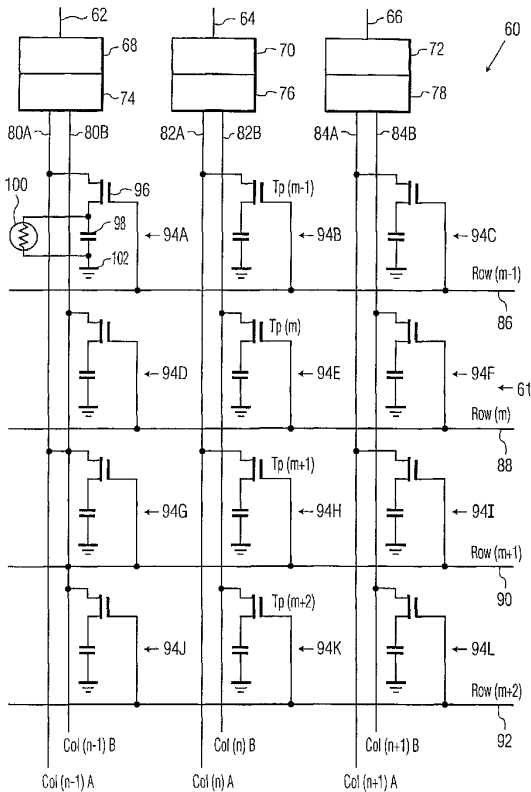 62
64
66
60
68
70
72
74
76
78
80A
80B
82A
82B
84A
84B
100
96
Tp (m-1)
98
94A
94B
94C
102
Row (m-1)
86
Tp (m)
94D
94E
94F
61
Row (m)
88
Tp (m+1)
94G
94H
94I
Row (m+1)
90
Tp (m+2)
94J
94K
94L
Row (m+2)
92
Col (n-1) B
Col (n) B
Col (n+1) B
Col (n-1) A
Col (n) A
Col (n+1) A